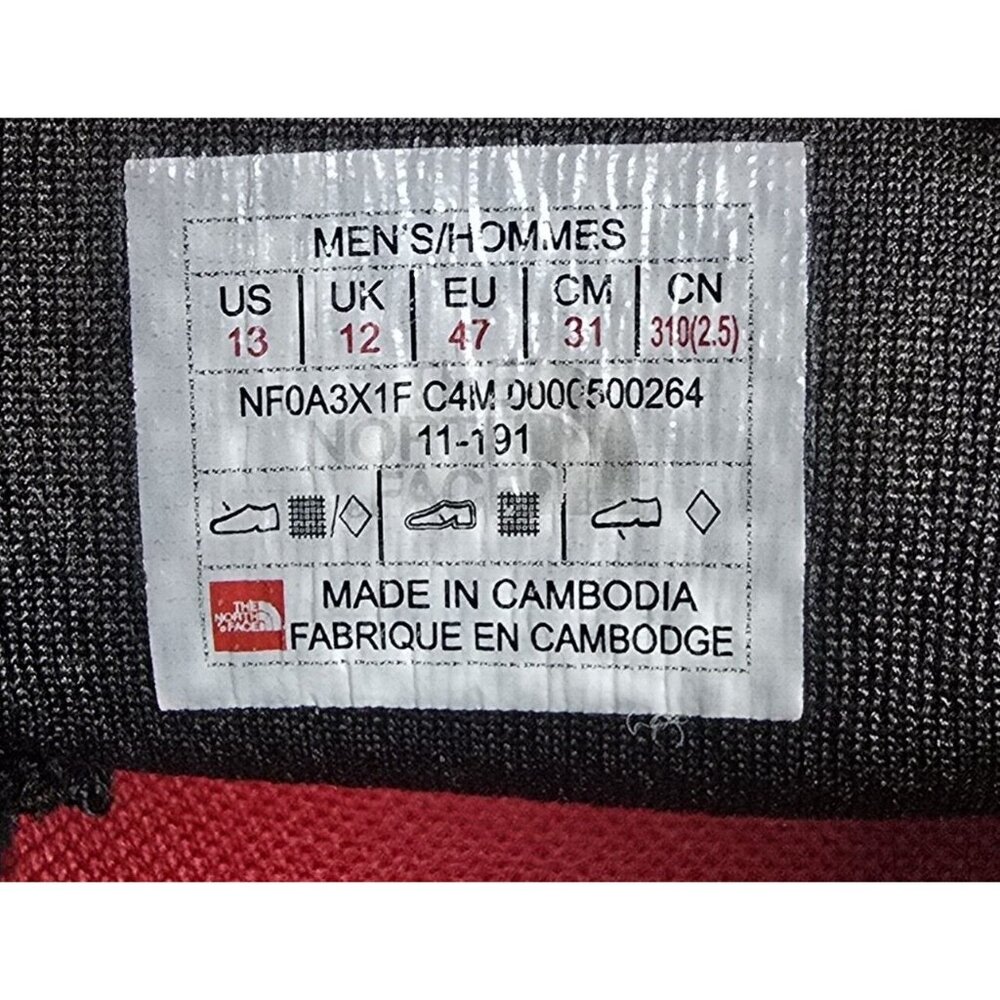 MEN'S/HOMMES
US | UK | EU | CM | CN
13 | 12 | 47 | 31 | 310(2.5)
NF0A3X1F C4M 0000500264
11-191
THE
NORTH
FACE
MADE IN CAMBODIA
FABRIQUE EN CAMBODGE